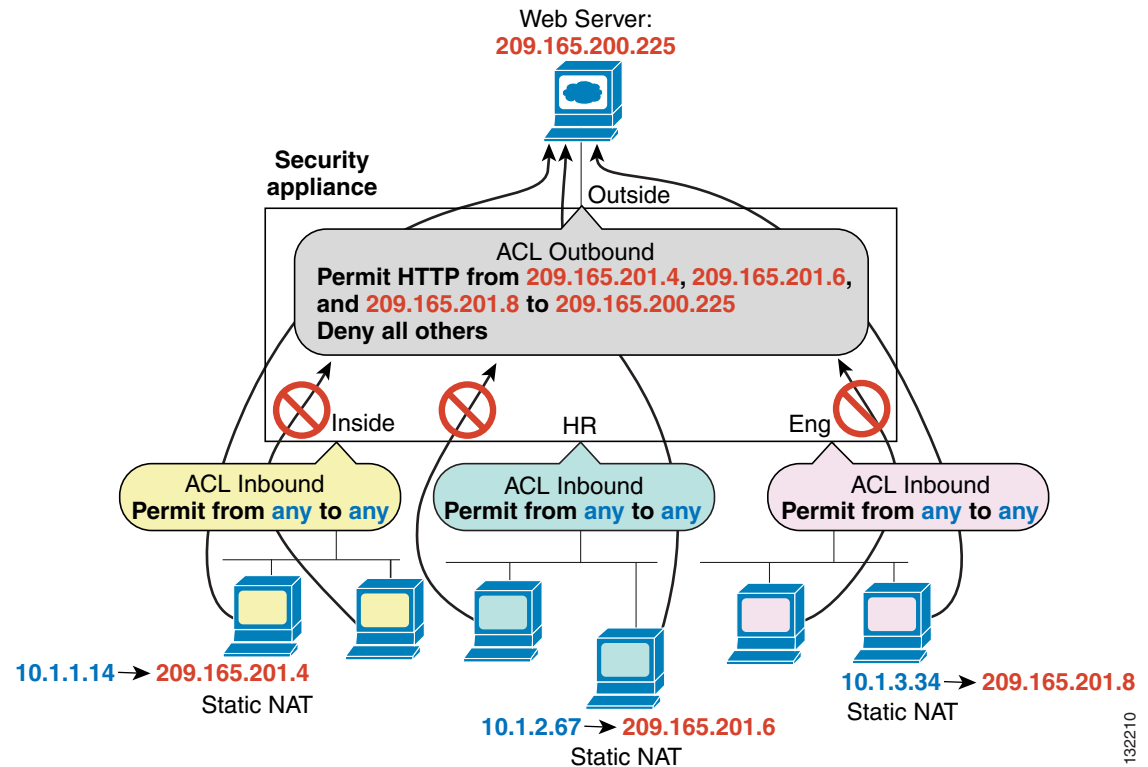 Web Server:
209.165.200.225
Security
appliance
Outside
ACL Outbound
Permit HTTP from 209.165.201.4, 209.165.201.6,
and 209.165.201.8 to 209.165.200.225
Deny all others
Inside
HR
Eng
ACL Inbound
Permit from any to any
ACL Inbound
Permit from any to any
ACL Inbound
Permit from any to any
10.1.1.14 209.165.201.4
Static NAT
10.1.2.67 209.165.201.6
Static NAT
10.1.3.34 209.165.201.8
Static NAT
132210